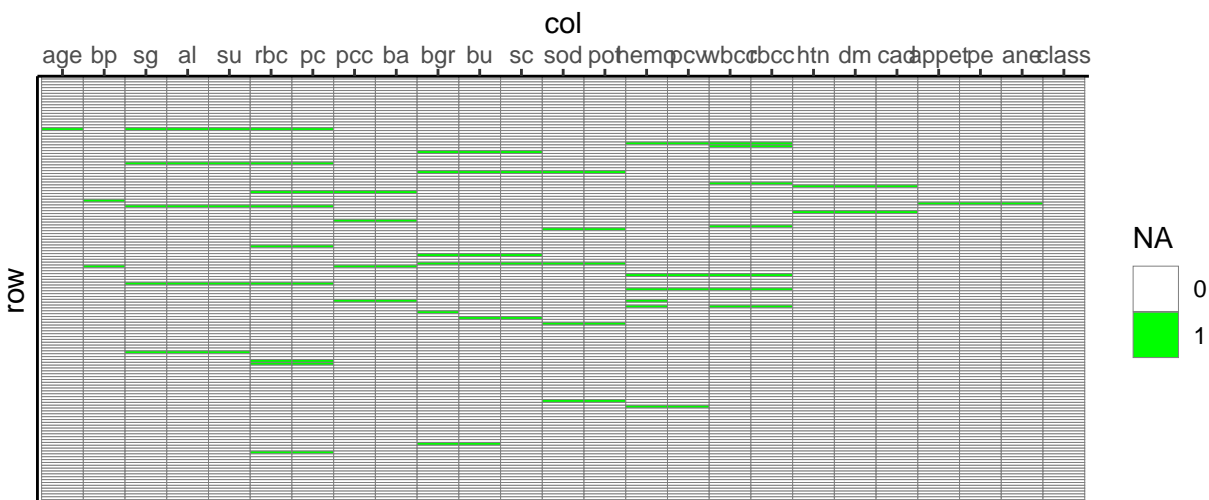 col
age bp sg al su rbc pc pcc ba bgr bu sc sod pot hemo pcv wbcc rbcc htn dm cad appet pe ane class
row
NA
0
1